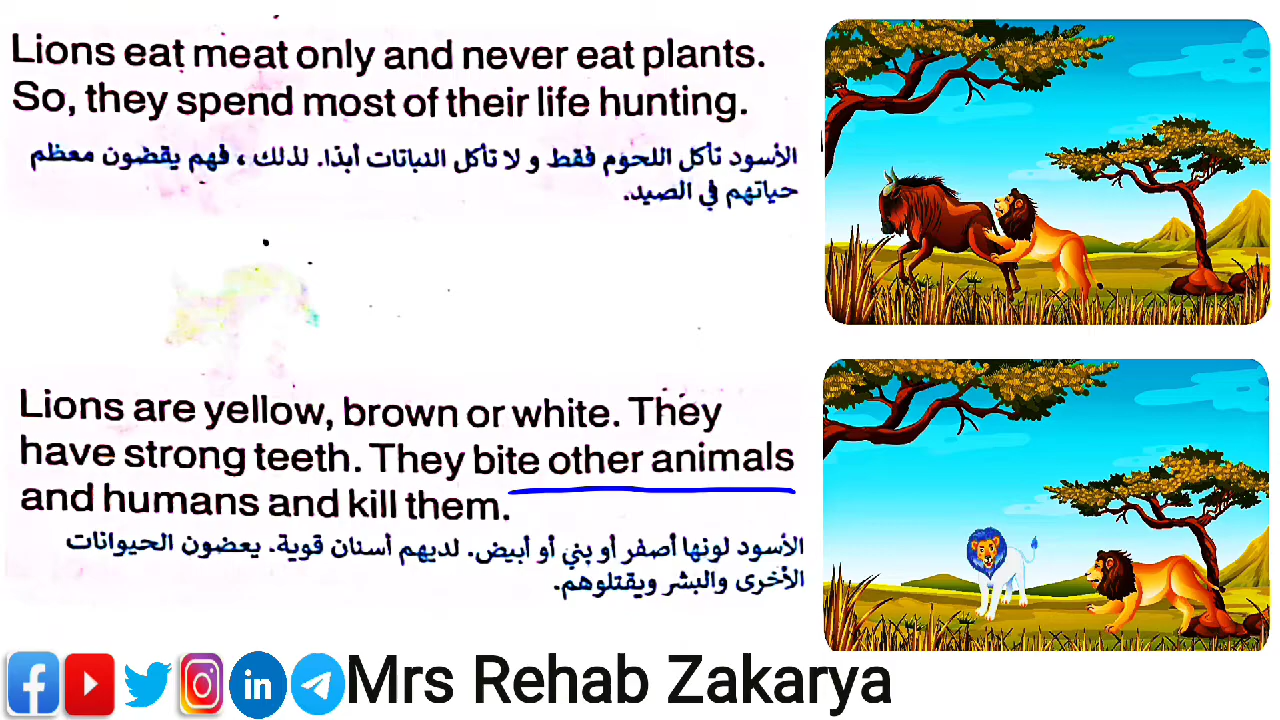 Lions eat meat only and never eat plants.
So, they spend most of their life hunting.
الأسود تأكل اللحوم فقط و لا تأكل النباتات أبدًا. لذلك ، فهم يقضون معظم
حياتهم في الصيد.
Lions are yellow, brown or white. They
have strong teeth. They bite other animals
and humans and kill them.
الأسود لونها أصفر أو بني أو أبيض. لديهم أسنان قوية. يعضون الحيوانات
الأخرى والبشر ويقتلوهم.
Mrs Rehab Zakarya